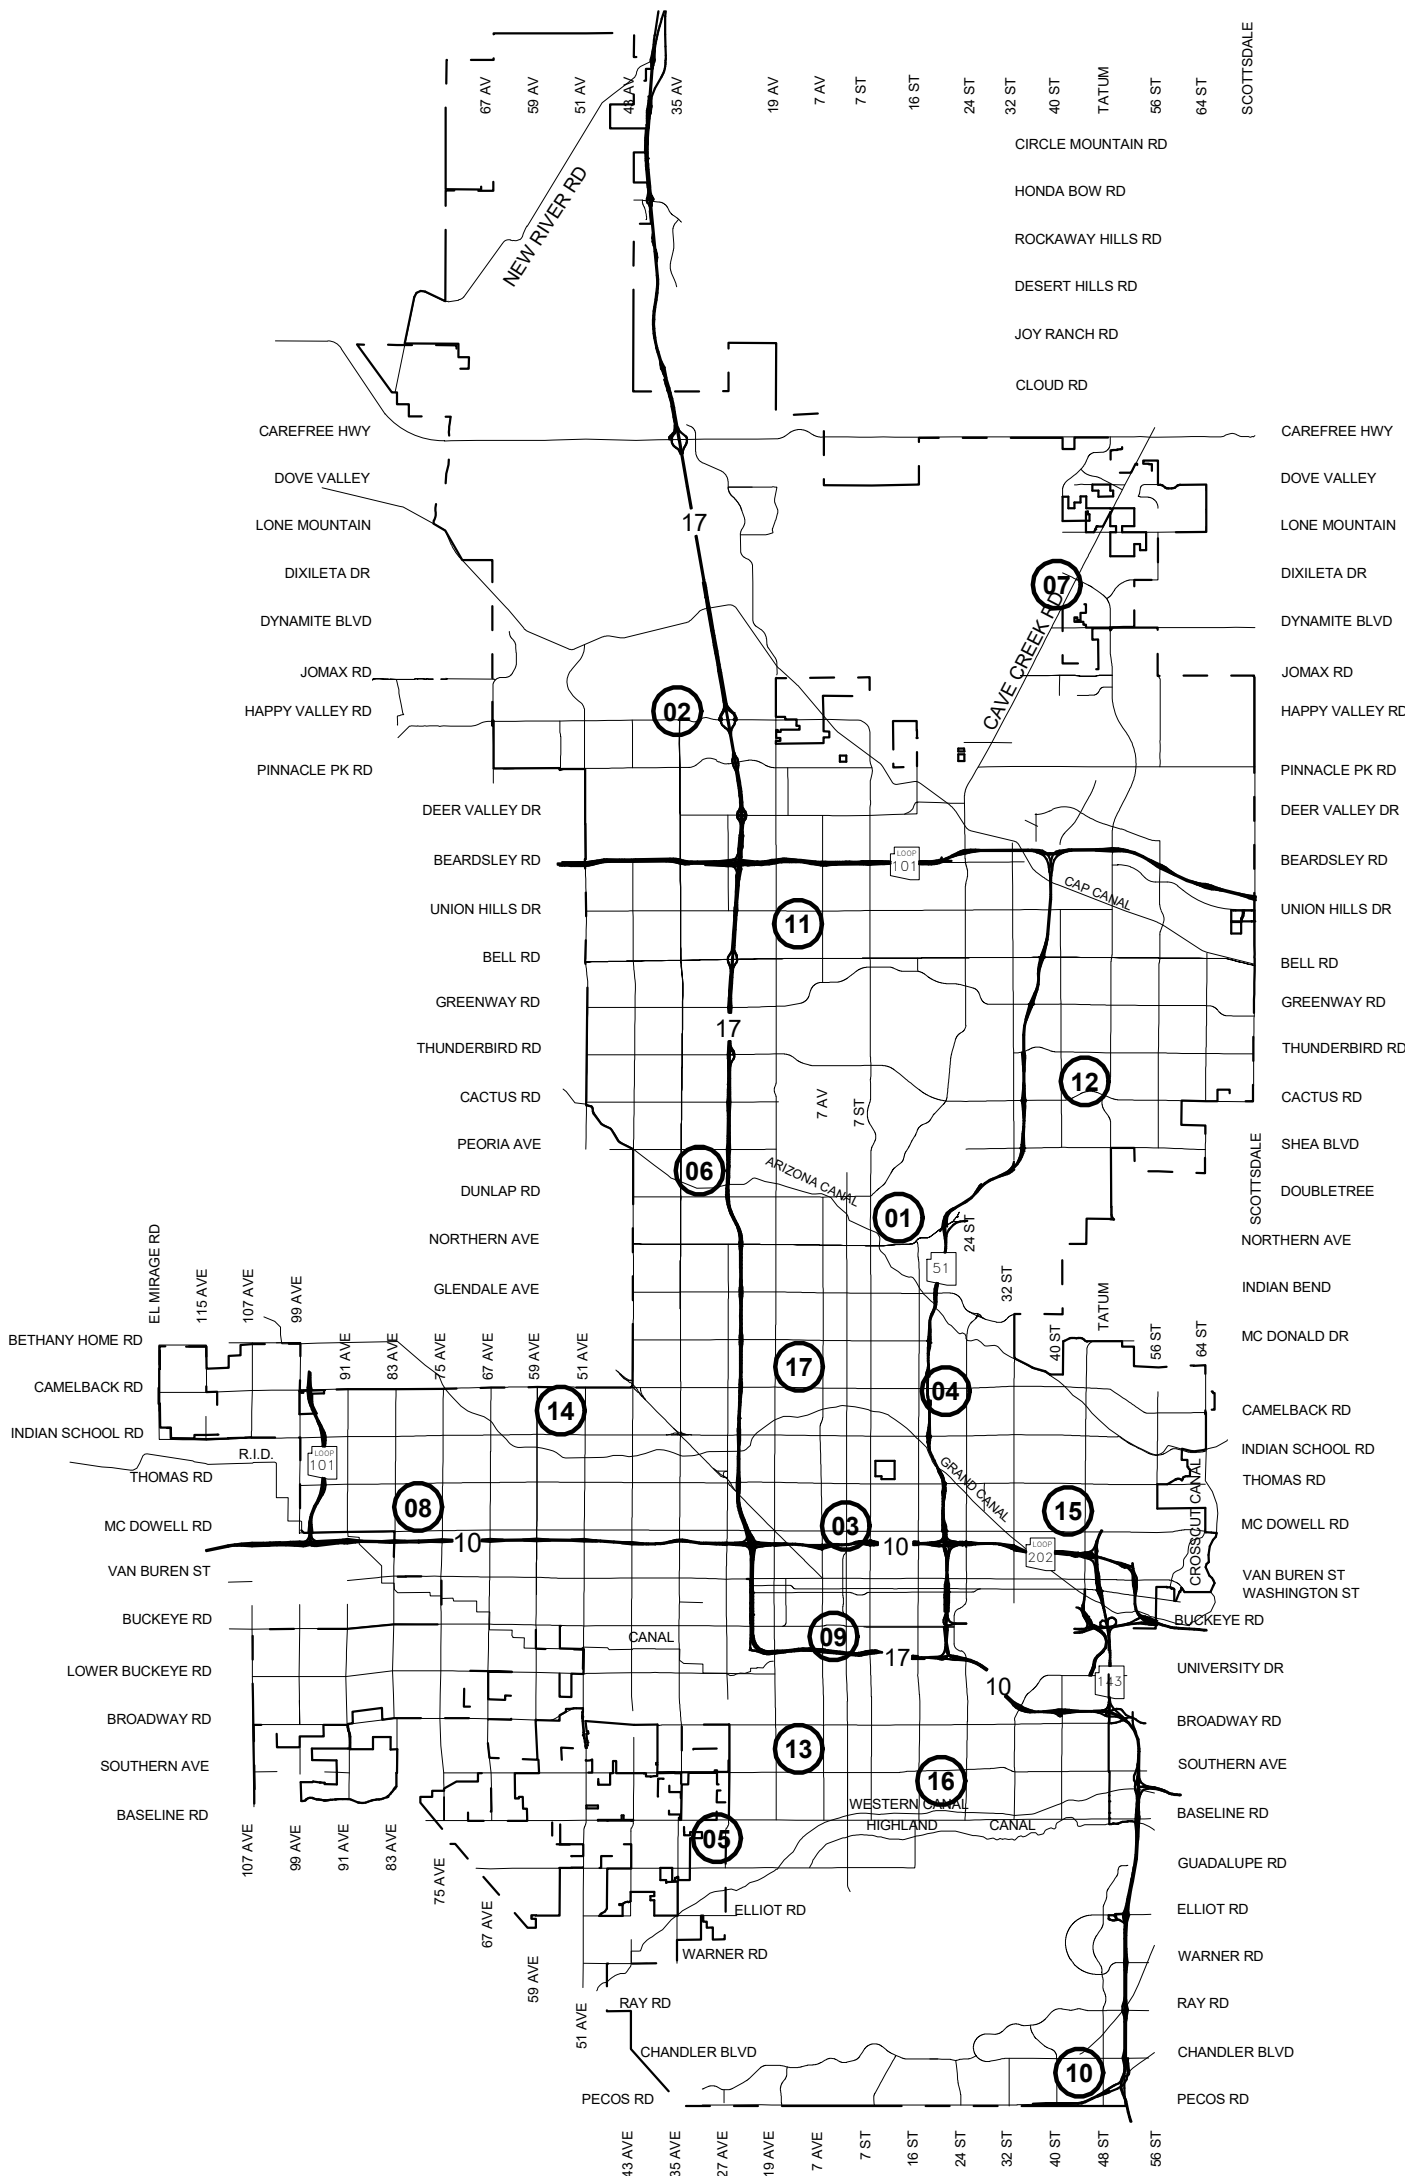 67 AV
59 AV
51 AV
43 AV
35 AV
19 AV
7 AV
7 ST
16 ST
24 ST
32 ST
40 ST
TATUM
56 ST
64 ST
SCOTTSDALE
CIRCLE MOUNTAIN RD
HONDA BOW RD
ROCKAWAY HILLS RD
DESERT HILLS RD
JOY RANCH RD
CLOUD RD
NEW RIVER RD
CAREFREE HWY
CAREFREE HWY
DOVE VALLEY
DOVE VALLEY
LONE MOUNTAIN
17
LONE MOUNTAIN
DIXILETA DR
07
DIXILETA DR
DYNAMITE BLVD
DYNAMITE BLVD
CAVE CREEK RD
JOMAX RD
JOMAX RD
HAPPY VALLEY RD
02
HAPPY VALLEY RD
PINNACLE PK RD
PINNACLE PK RD
DEER VALLEY DR
DEER VALLEY DR
BEARDSLEY RD
LOOP
101
BEARDSLEY RD
CAP CANAL
UNION HILLS DR
11
UNION HILLS DR
BELL RD
BELL RD
GREENWAY RD
GREENWAY RD
17
THUNDERBIRD RD
THUNDERBIRD RD
12
CACTUS RD
7 AV
7 ST
CACTUS RD
PEORIA AVE
SHEA BLVD
06
ARIZONA CANAL
DUNLAP RD
DOUBLETREE
SCOTTSDALE
01
24 ST
NORTHERN AVE
NORTHERN AVE
51
GLENDALE AVE
32 ST
INDIAN BEND
EL MIRAGE RD
115 AVE
107 AVE
99 AVE
BETHANY HOME RD
91 AVE
83 AVE
75 AVE
67 AVE
59 AVE
51 AVE
40 ST
TATUM
56 ST
64 ST
MC DONALD DR
17
CAMELBACK RD
04
14
CAMELBACK RD
INDIAN SCHOOL RD
INDIAN SCHOOL RD
R.I.D.
LOOP
101
THOMAS RD
GRAND CANAL
THOMAS RD
08
15
CROSSCUT CANAL
MC DOWELL RD
03
MC DOWELL RD
10
10
LOOP
202
VAN BUREN ST
VAN BUREN ST
WASHINGTON ST
BUCKEYE RD
BUCKEYE RD
CANAL
09
17
LOWER BUCKEYE RD
UNIVERSITY DR
10
143
BROADWAY RD
BROADWAY RD
13
SOUTHERN AVE
SOUTHERN AVE
16
WESTERN CANAL
BASELINE RD
BASELINE RD
HIGHLAND CANAL
05
107 AVE
99 AVE
91 AVE
83 AVE
75 AVE
67 AVE
59 AVE
51 AVE
GUADALUPE RD
ELLIOT RD
ELLIOT RD
WARNER RD
WARNER RD
RAY RD
RAY RD
CHANDLER BLVD
CHANDLER BLVD
10
PECOS RD
PECOS RD
43 AVE
35 AVE
27 AVE
19 AVE
7 AVE
7 ST
16 ST
24 ST
32 ST
40 ST
48 ST
56 ST